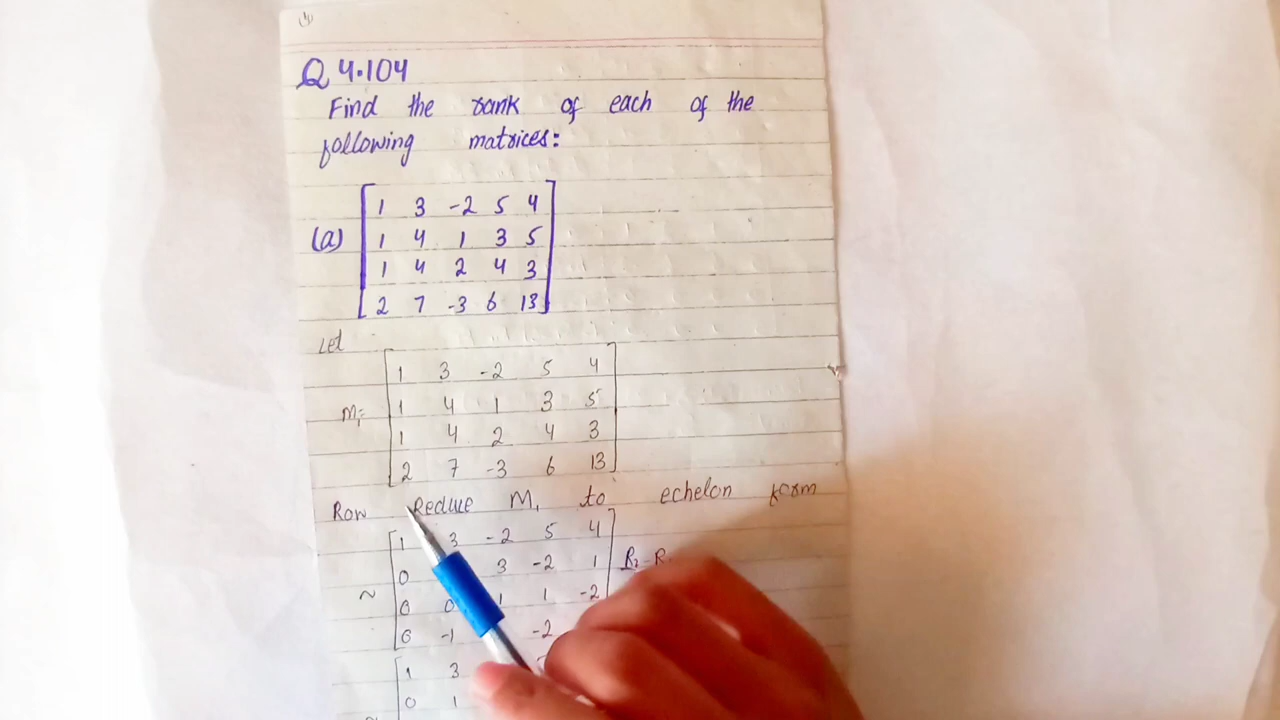 Q 4.104
Find the rank of each of the
following matrices:
1 3 -2 5 4
(a) 1 4 1 3 5
1 4 2 4 3
2 7 -3 6 13
Let
1 3 -2 5 4
M₁= 1 4 1 3 5
1 4 2 4 3
2 7 -3 6 13
Row Reduce M₁ to echelon form
1 3 -2 5 4
0 3 -2 1
~ 0 0 1 1 -2
0 -1 -2
1 3
0 1